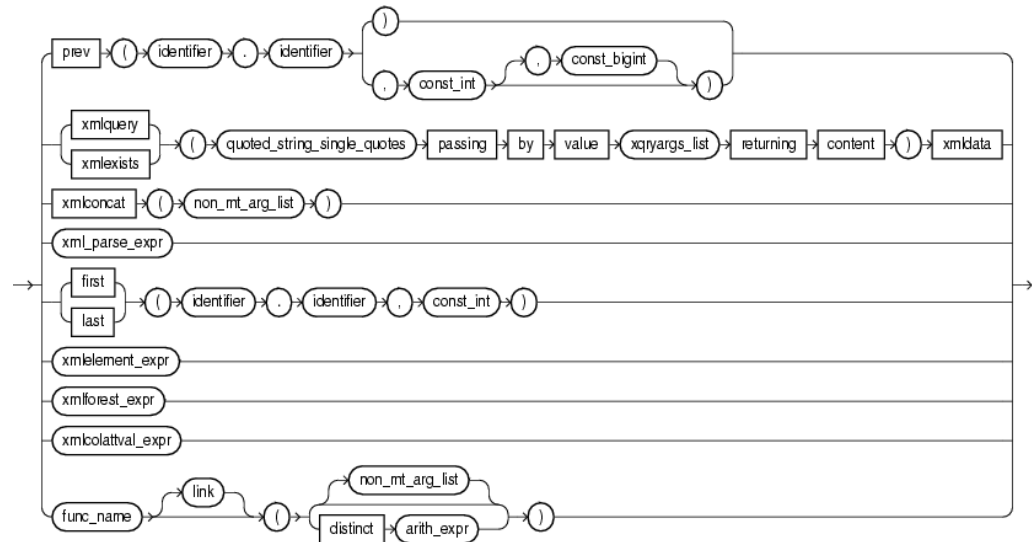 )
prev ( identifier . identifier
, const_int , const_bigint )
xmlquery
xmlexists
( quoted_string_single_quotes passing by value xqryargs_list returning content ) xmldata
xmlconcat ( non_mt_arg_list )
xml_parse_expr
first
last
( identifier . identifier , const_int )
xmlelement_expr
xmlforest_expr
xmlcolattval_expr
func_name link ( non_mt_arg_list
distinct arith_expr )